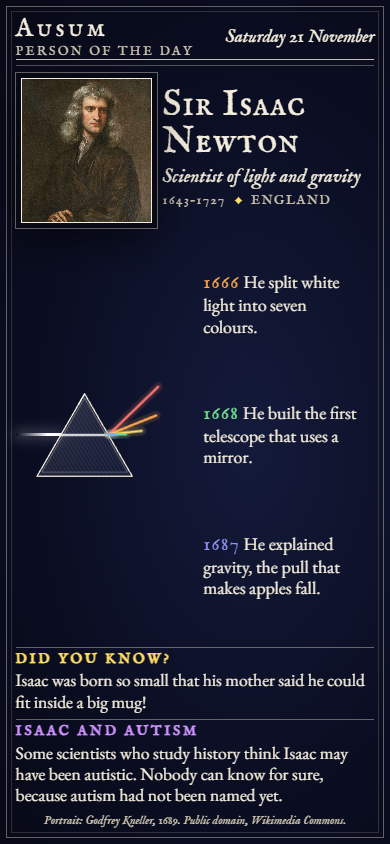 Ausum
PERSON OF THE DAY
Saturday 21 November
Sir Isaac
Newton
Scientist of light and gravity
1643–1727 ◆ ENGLAND
1666 He split white
light into seven
colours.
1668 He built the first
telescope that uses a
mirror.
1687 He explained
gravity, the pull that
makes apples fall.
DID YOU KNOW?
Isaac was born so small that his mother said he could
fit inside a big mug!
ISAAC AND AUTISM
Some scientists who study history think Isaac may
have been autistic. Nobody can know for sure,
because autism had not been named yet.
Portrait: Godfrey Kneller, 1689. Public domain, Wikimedia Commons.